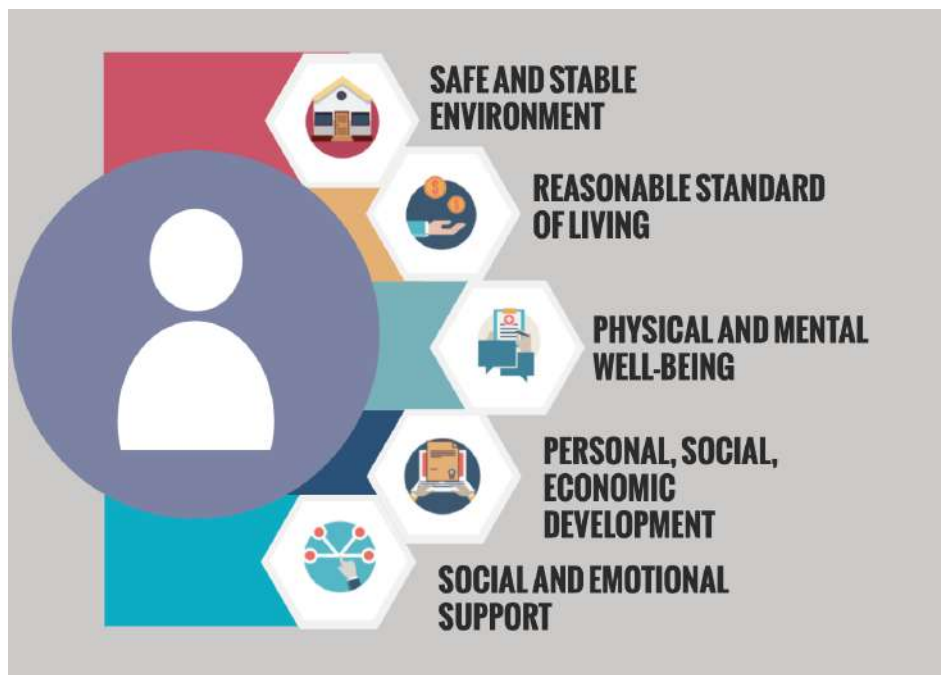 SAFE AND STABLE
ENVIRONMENT
REASONABLE STANDARD
OF LIVING
PHYSICAL AND MENTAL
WELL-BEING
PERSONAL, SOCIAL,
ECONOMIC
DEVELOPMENT
SOCIAL AND EMOTIONAL
SUPPORT